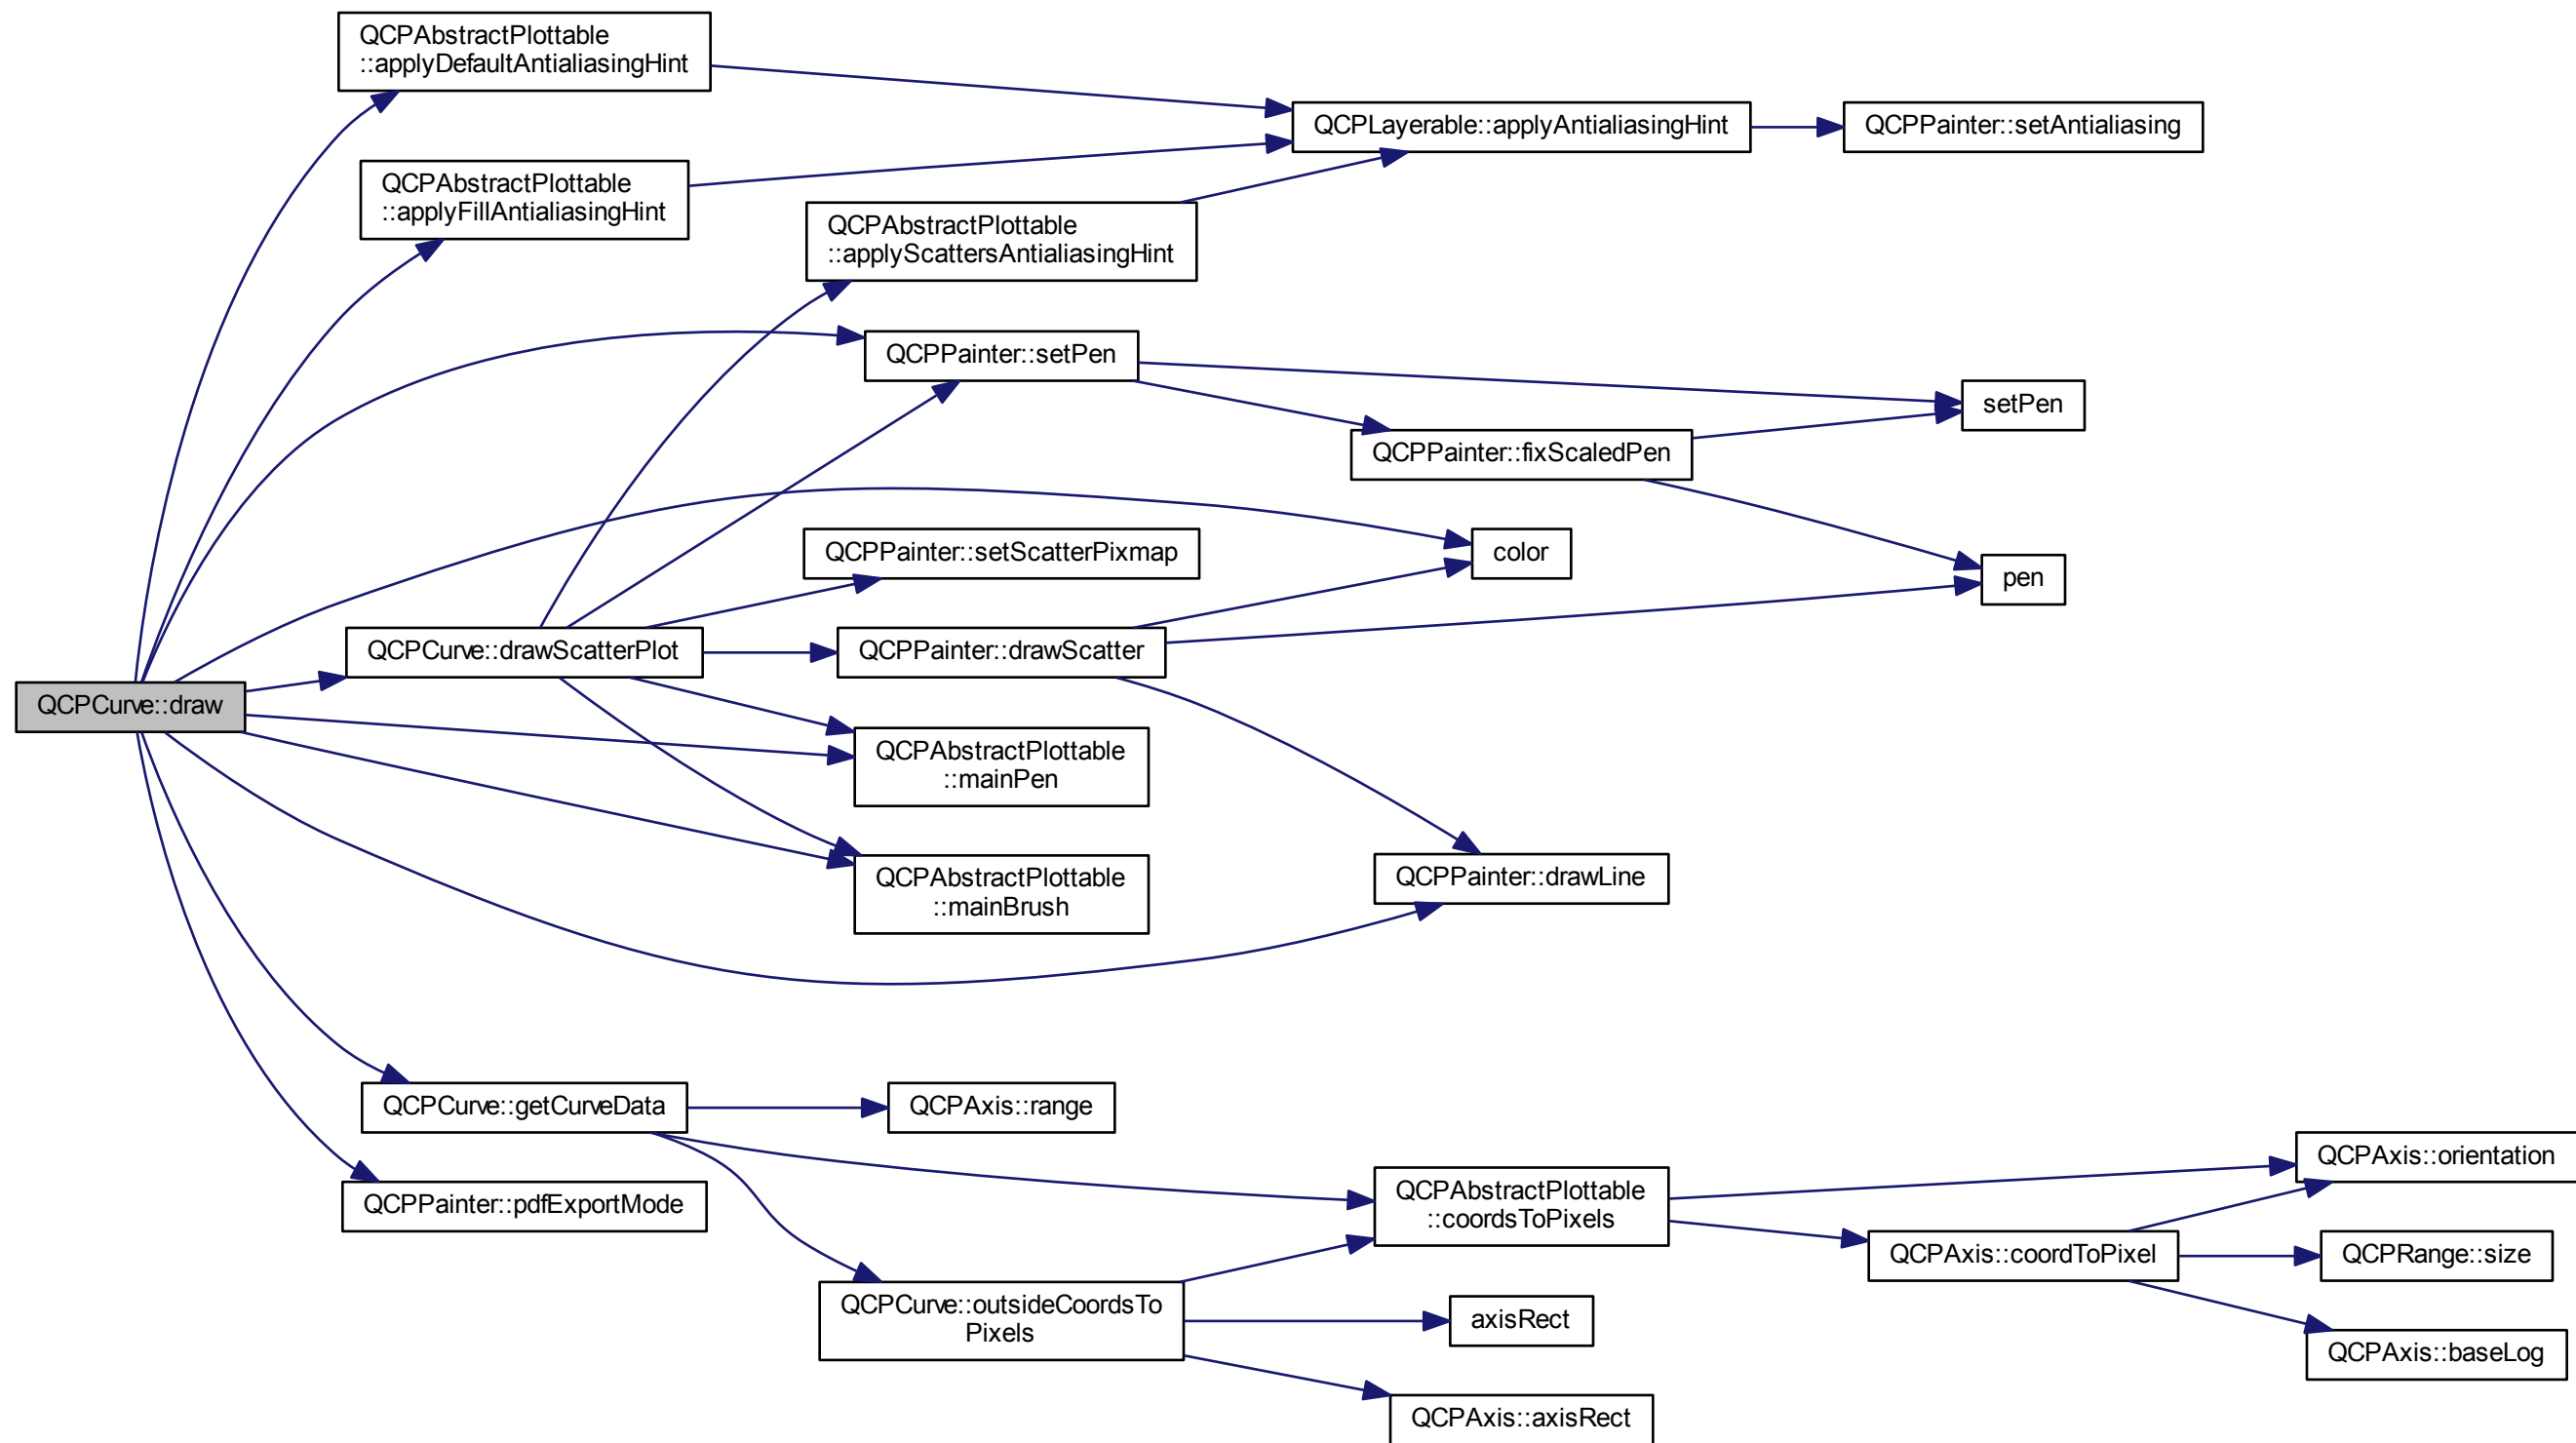 QCPAbstractPlottable
::applyDefaultAntialiasingHint
QCPLayerable::applyAntialiasingHint
QCPPainter::setAntialiasing
QCPAbstractPlottable
::applyFillAntialiasingHint
QCPAbstractPlottable
::applyScattersAntialiasingHint
QCPPainter::setPen
setPen
QCPPainter::fixScaledPen
QCPPainter::setScatterPixmap
color
pen
QCPCurve::drawScatterPlot
QCPPainter::drawScatter
QCPCurve::draw
QCPAbstractPlottable
::mainPen
QCPAbstractPlottable
::mainBrush
QCPPainter::drawLine
QCPCurve::getCurveData
QCPAxis::range
QCPAxis::orientation
QCPPainter::pdfExportMode
QCPAbstractPlottable
::coordsToPixels
QCPAxis::coordToPixel
QCPRange::size
QCPCurve::outsideCoordsTo
Pixels
axisRect
QCPAxis::baseLog
QCPAxis::axisRect